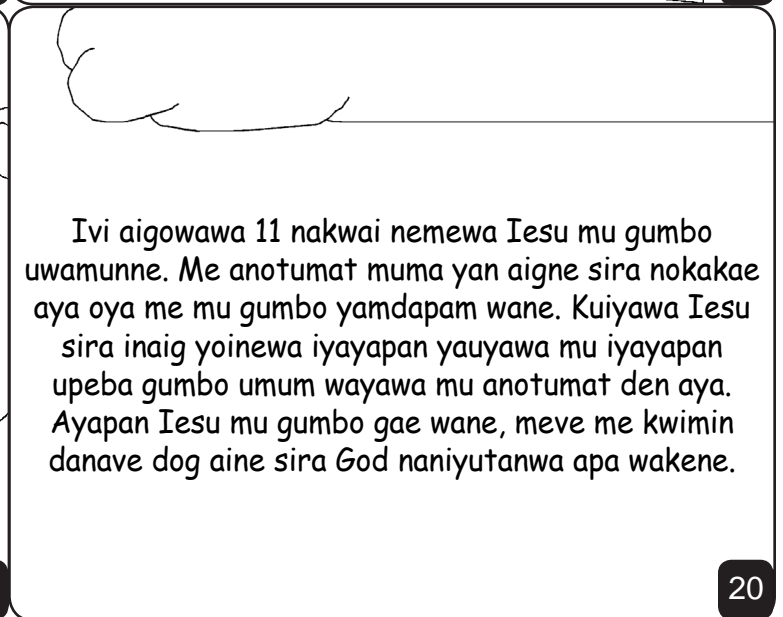 Ivi aigowawa 11 nakwai nemewa Iesu mu gumbo
uwamunne. Me anotumat muma yan aigne sira nokakae
aya oya me mu gumbo yamdapam wane. Kuiyawa Iesu
sira inaig yoinewa iyayapan yauyawa mu iyayapan
upeba gumbo umum wayawa mu anotumat den aya.
Ayapan Iesu mu gumbo gae wane, meve me kwimin
danave dog aine sira God naniyutanwa apa wakene.
20